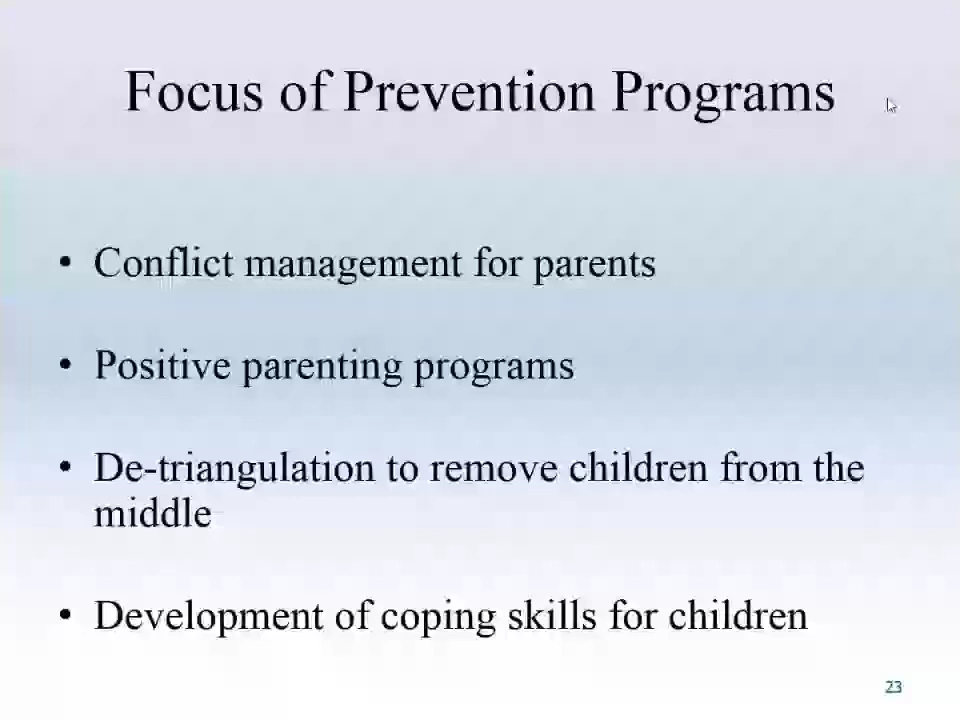 Focus of Prevention Programs
• Conflict management for parents
• Positive parenting programs
• De-triangulation to remove children from the
middle
• Development of coping skills for children
23